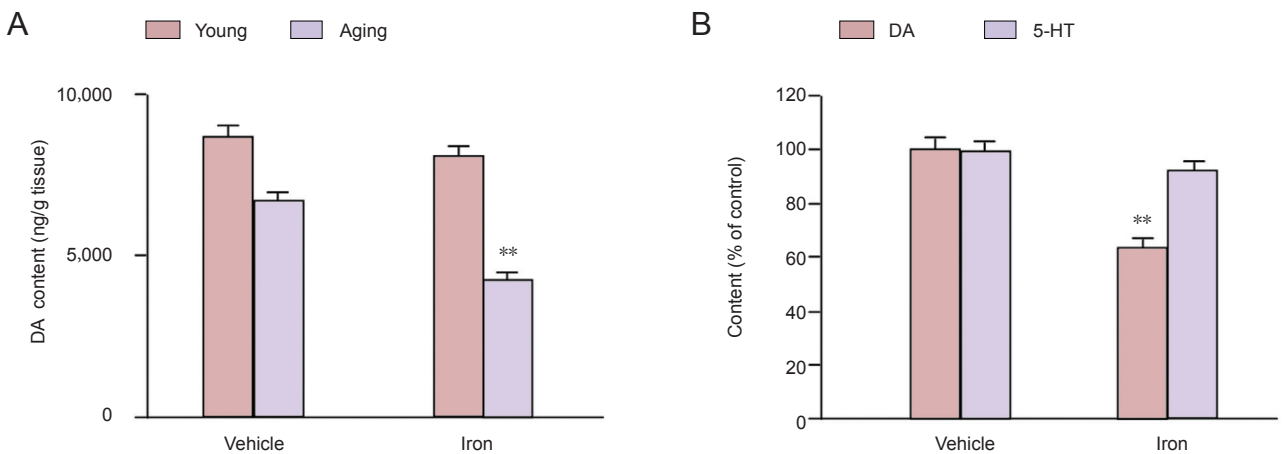 A
Young
Aging
DA content (ng/g tissue)
10,000
5,000
0
**
Vehicle
Iron
B
DA
5-HT
Content (% of control)
120
100
80
60
40
20
0
**
Vehicle
Iron